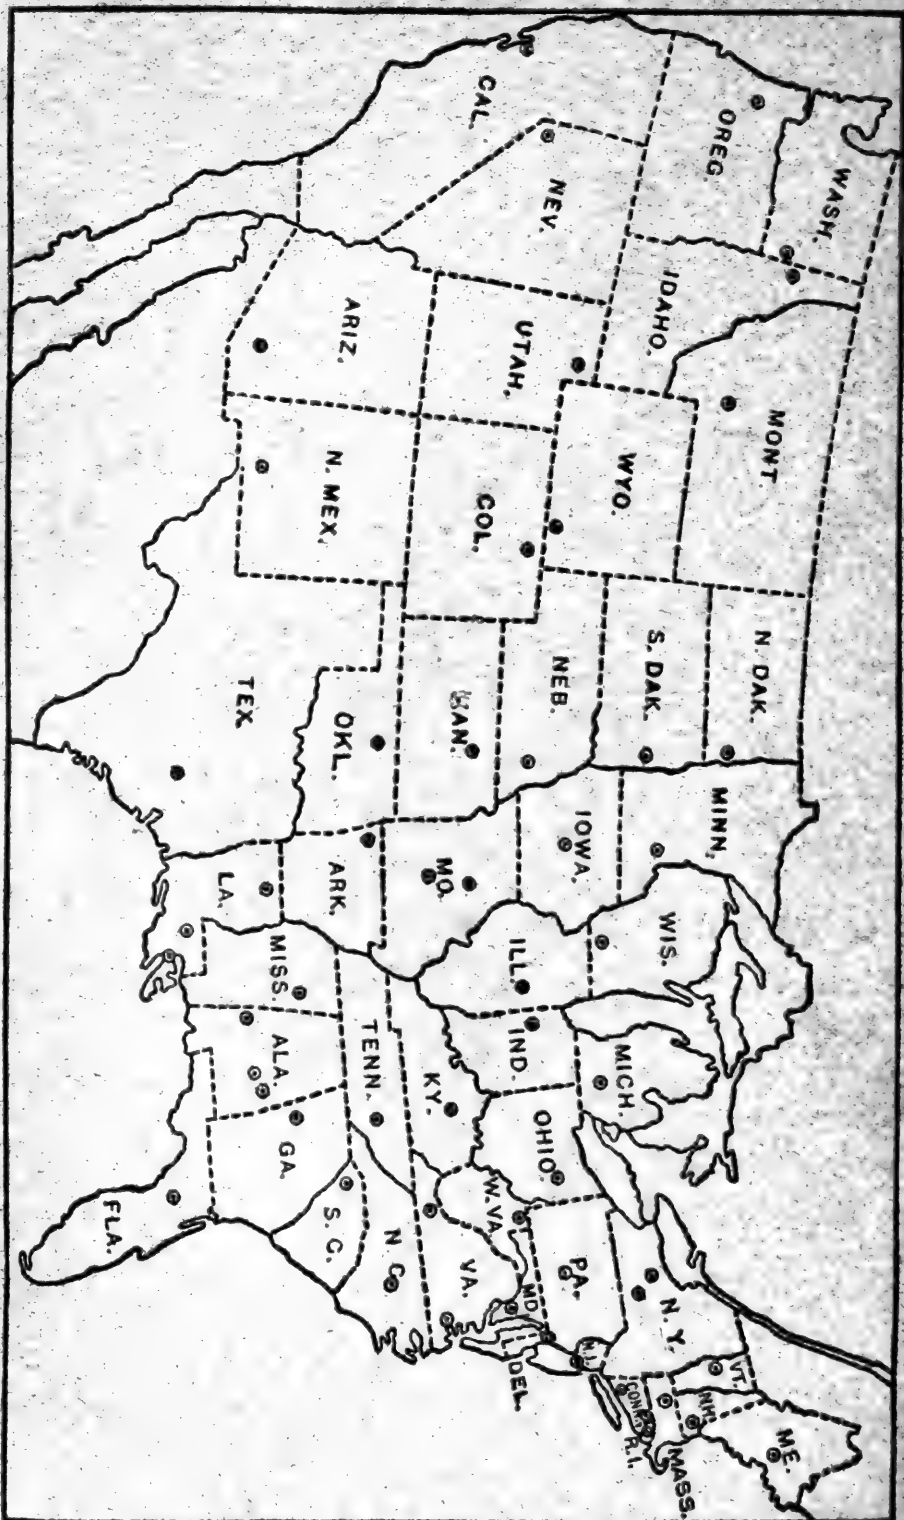 WASH.
OREG.
CAL.
NEV.
IDAHO.
MONT
WYO.
UTAH.
COL.
ARIZ.
N. MEX.
N. DAK.
S. DAK.
NEB.
KAN.
OKL.
TEX.
MINN.
IOWA.
MO.
ARK.
LA.
WIS.
ILL.
MICH.
IND.
OHIO.
KY.
TENN.
MISS.
ALA.
GA.
FLA.
S. C.
N. C.
VA.
W. VA.
MD.
DEL.
PA.
N. J.
N. Y.
CONN.
R. I.
MASS.
VT.
N.H.
ME.